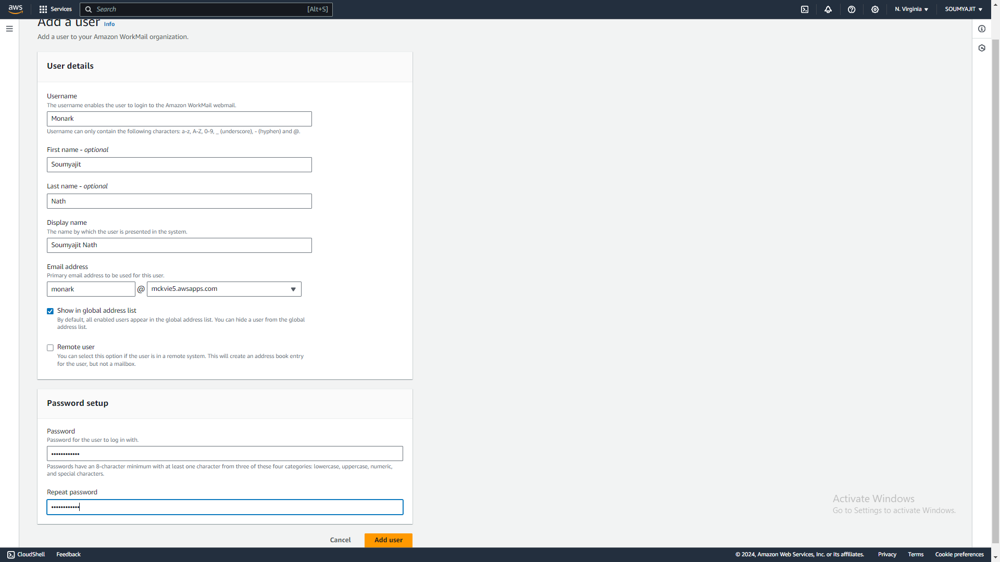 aws
Services
Search
[Alt+S]
N. Virginia
SOUMYAJIT
Add a user Info
Add a user to your Amazon WorkMail organization.
User details
Username
The username enables the user to login to the Amazon WorkMail webmail.
Monark
Username can only contain the following characters: a-z, A-Z, 0-9, _ (underscore), - (hyphen) and @.
First name - optional
Soumyajit
Last name - optional
Nath
Display name
The name by which the user is presented in the system.
Soumyajit Nath
Email address
Primary email address to be used for this user.
monark @ mckvie5.awsapps.com
Show in global address list
By default, all enabled users appear in the global address list. You can hide a user from the global
address list.
Remote user
You can select this option if the user is in a remote system. This will create an address book entry
for the user, but not a mailbox.
Password setup
Password
Password for the user to log in with.
••••••••••••
Passwords have an 8-character minimum with at least one character from three of these four categories: lowercase, uppercase, numeric,
and special characters.
Repeat password
••••••••••••
Activate Windows
Go to Settings to activate Windows.
Cancel
Add user
CloudShell
Feedback
© 2024, Amazon Web Services, Inc. or its affiliates.
Privacy
Terms
Cookie preferences